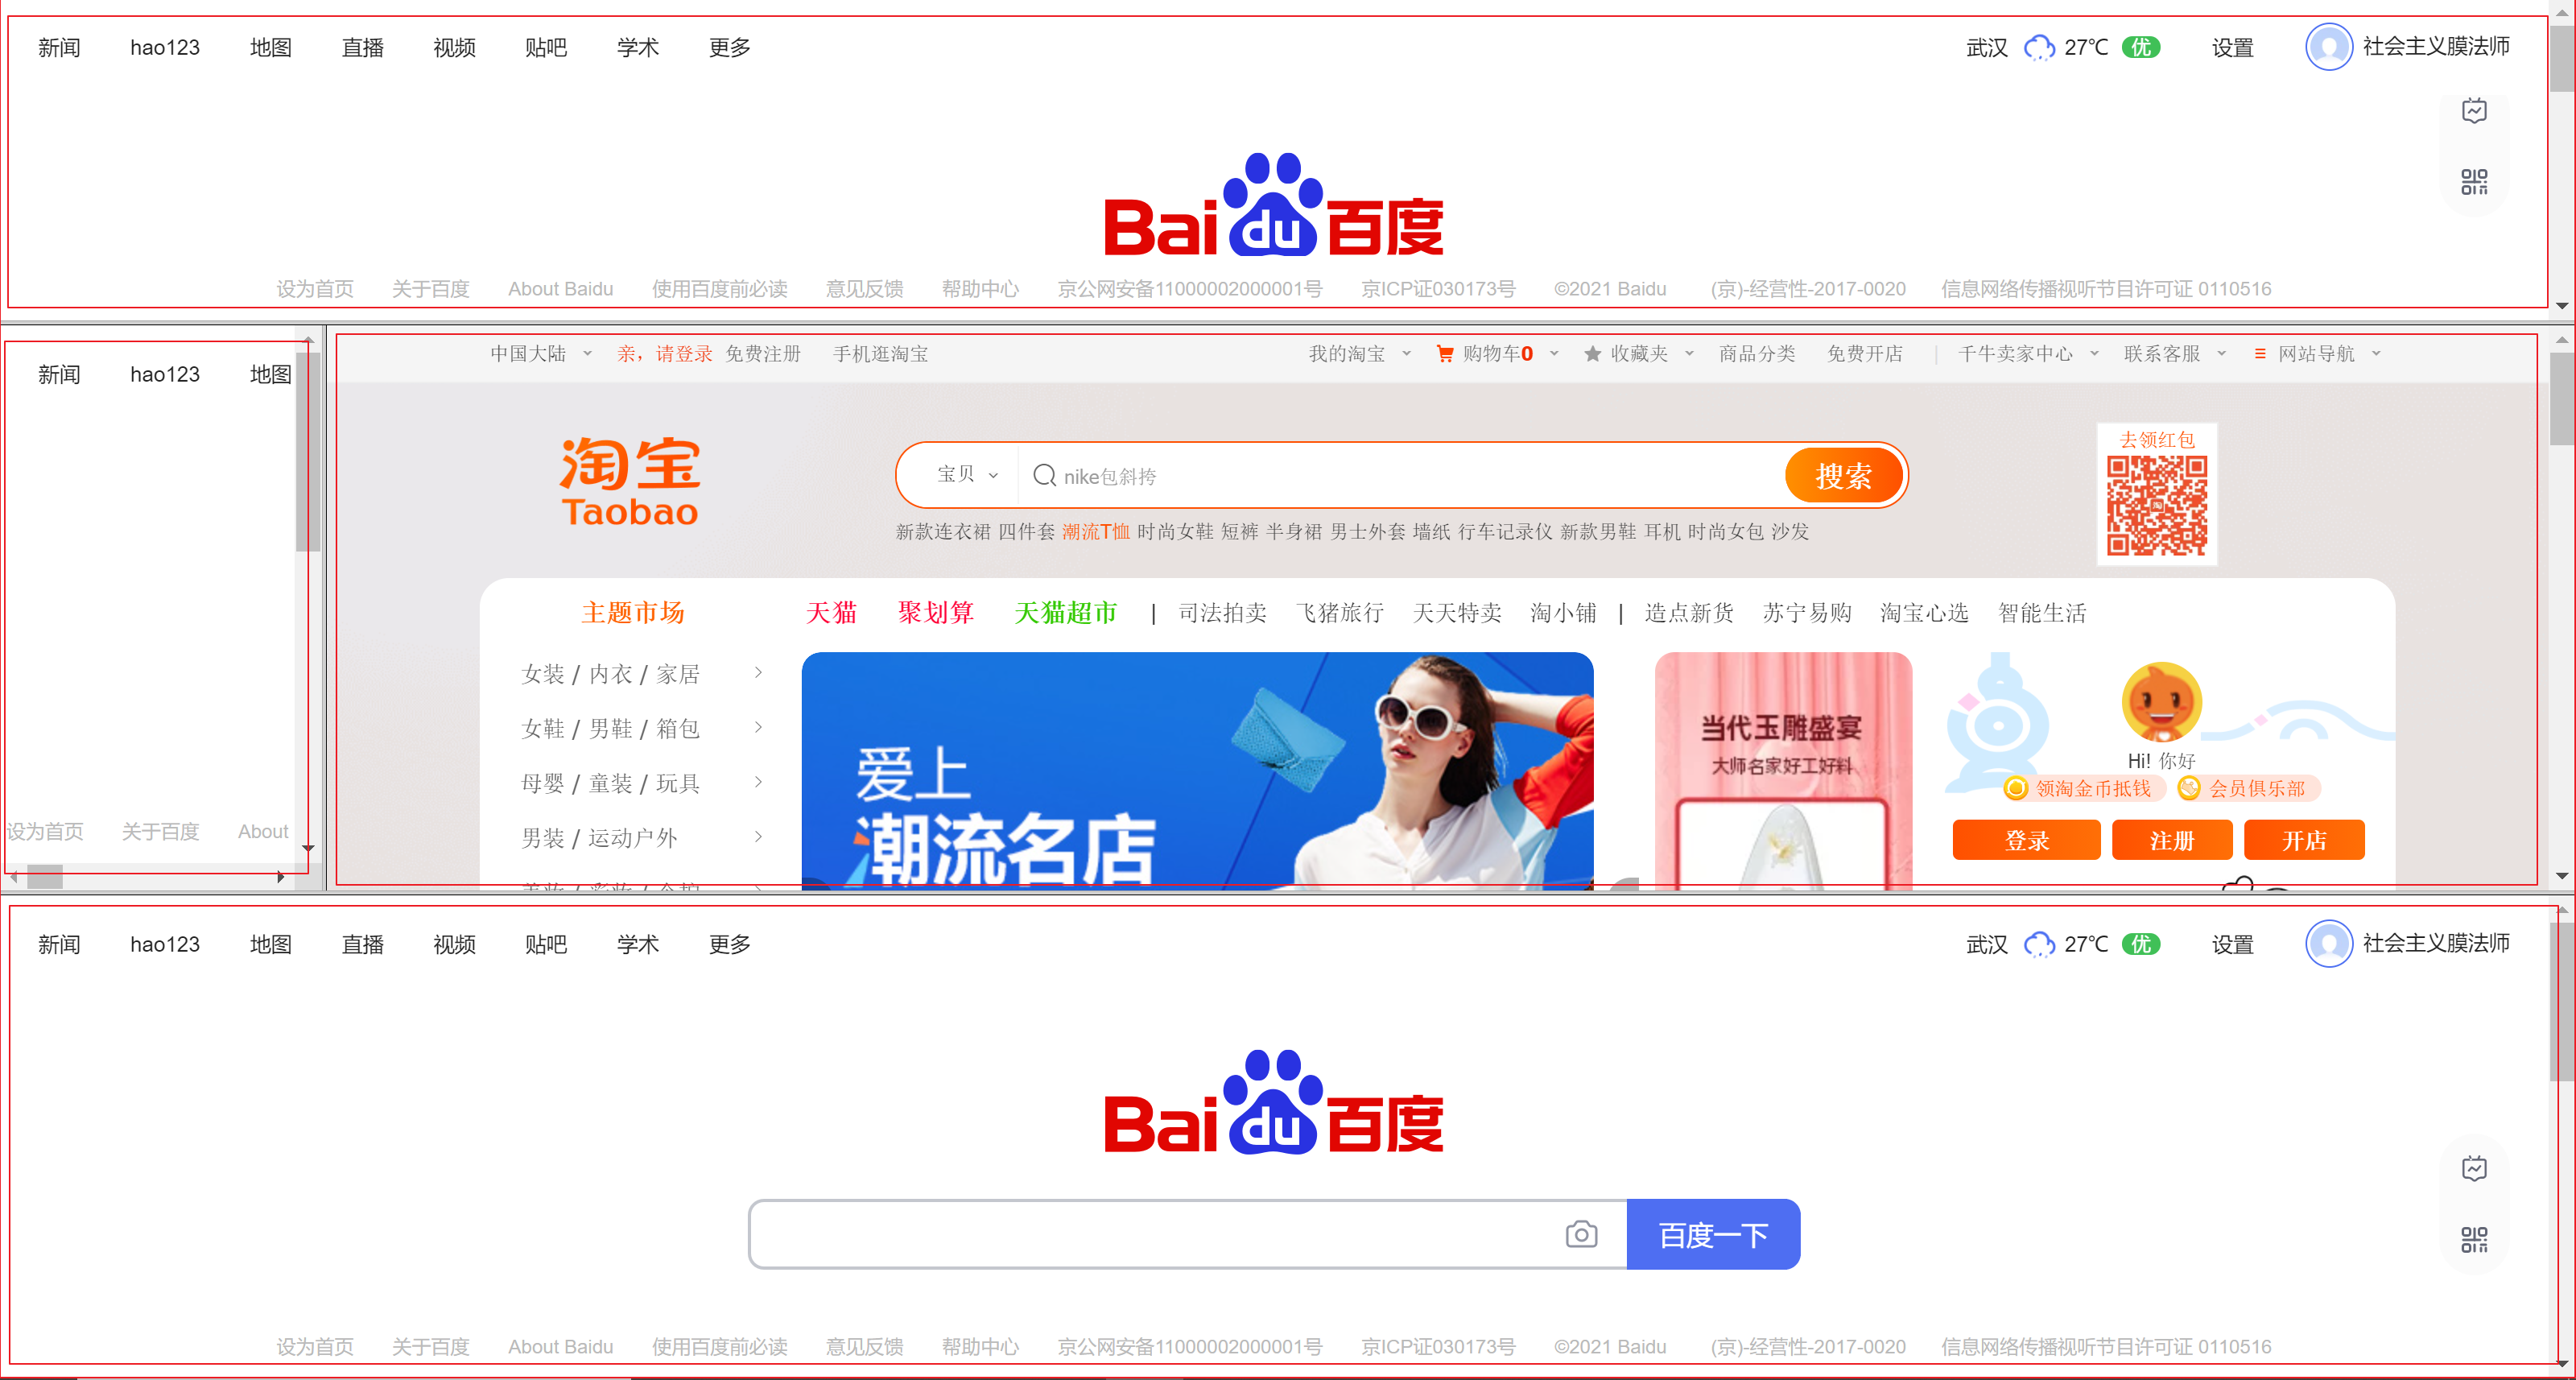 新闻 hao123 地图 直播 视频 贴吧 学术 更多 武汉 27℃ 优 设置 社会主义膜法师
Bai du 百度
设为首页 关于百度 About Baidu 使用百度前必读 意见反馈 帮助中心 京公网安备11000002000001号 京ICP证030173号 ©2021 Baidu (京)-经营性-2017-0020 信息网络传播视听节目许可证 0110516
新闻 hao123 地图
设为首页 关于百度 About
中国大陆 亲，请登录 免费注册 手机逛淘宝 我的淘宝 购物车0 收藏夹 商品分类 免费开店 千牛卖家中心 联系客服 网站导航
淘宝
Taobao
宝贝 nike包斜挎 搜索
去领红包
新款连衣裙 四件套 潮流T恤 时尚女鞋 短裤 半身裙 男士外套 墙纸 行车记录仪 新款男鞋 耳机 时尚女包 沙发
主题市场 天猫 聚划算 天猫超市 | 司法拍卖 飞猪旅行 天天特卖 淘小铺 | 造点新货 苏宁易购 淘宝心选 智能生活
女装 / 内衣 / 家居
女鞋 / 男鞋 / 箱包
母婴 / 童装 / 玩具
男装 / 运动户外
爱上
潮流名店
当代玉雕盛宴
大师名家好工好料
Hi! 你好
领淘金币抵钱 会员俱乐部
登录 注册 开店
新闻 hao123 地图 直播 视频 贴吧 学术 更多 武汉 27℃ 优 设置 社会主义膜法师
Bai du 百度
百度一下
设为首页 关于百度 About Baidu 使用百度前必读 意见反馈 帮助中心 京公网安备11000002000001号 京ICP证030173号 ©2021 Baidu (京)-经营性-2017-0020 信息网络传播视听节目许可证 0110516